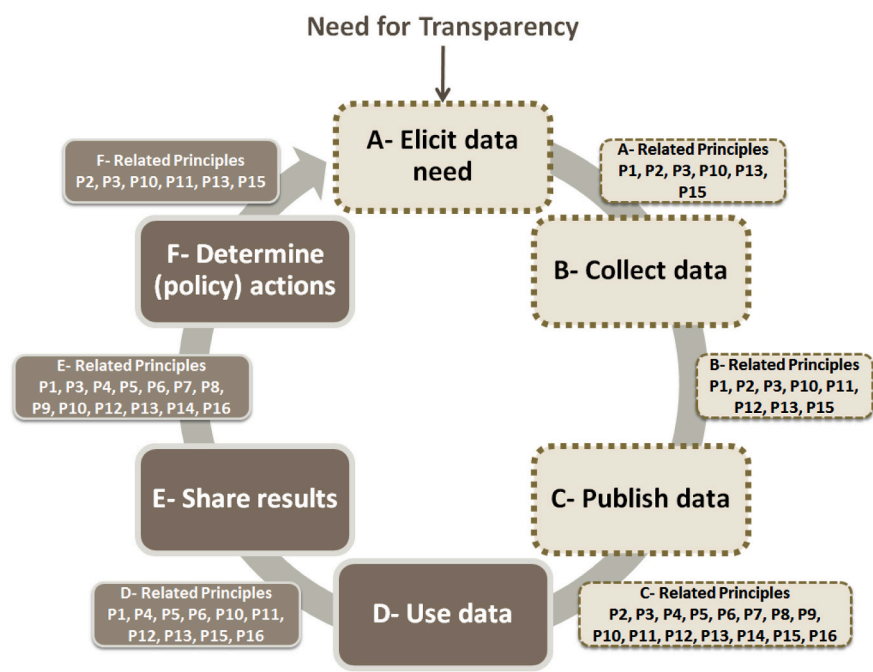 Need for Transparency
A- Elicit data
need
A- Related Principles
P1, P2, P3, P10, P13,
P15
B- Collect data
B- Related Principles
P1, P2, P3, P10, P11,
P12, P13, P15
C- Publish data
C- Related Principles
P2, P3, P4, P5, P6, P7, P8, P9,
P10, P11, P12, P13, P14, P15, P16
D- Use data
D- Related Principles
P1, P4, P5, P6, P10, P11,
P12, P13, P15, P16
E- Share results
E- Related Principles
P1, P3, P4, P5, P6, P7, P8,
P9, P10, P12, P13, P14, P16
F- Determine
(policy) actions
F- Related Principles
P2, P3, P10, P11, P13, P15